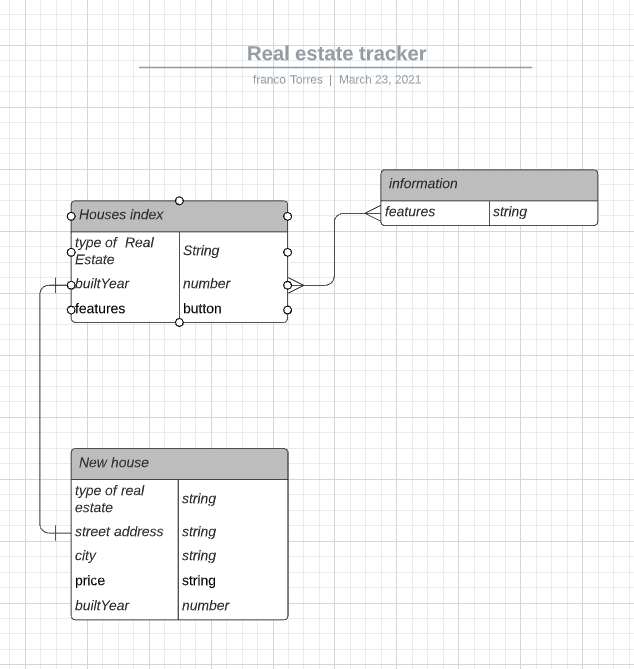 Real estate tracker
franco Torres | March 23, 2021
information
features string
Houses index
type of Real
Estate
String
builtYear number
features button
New house
type of real
estate
string
street address string
city string
price string
builtYear number